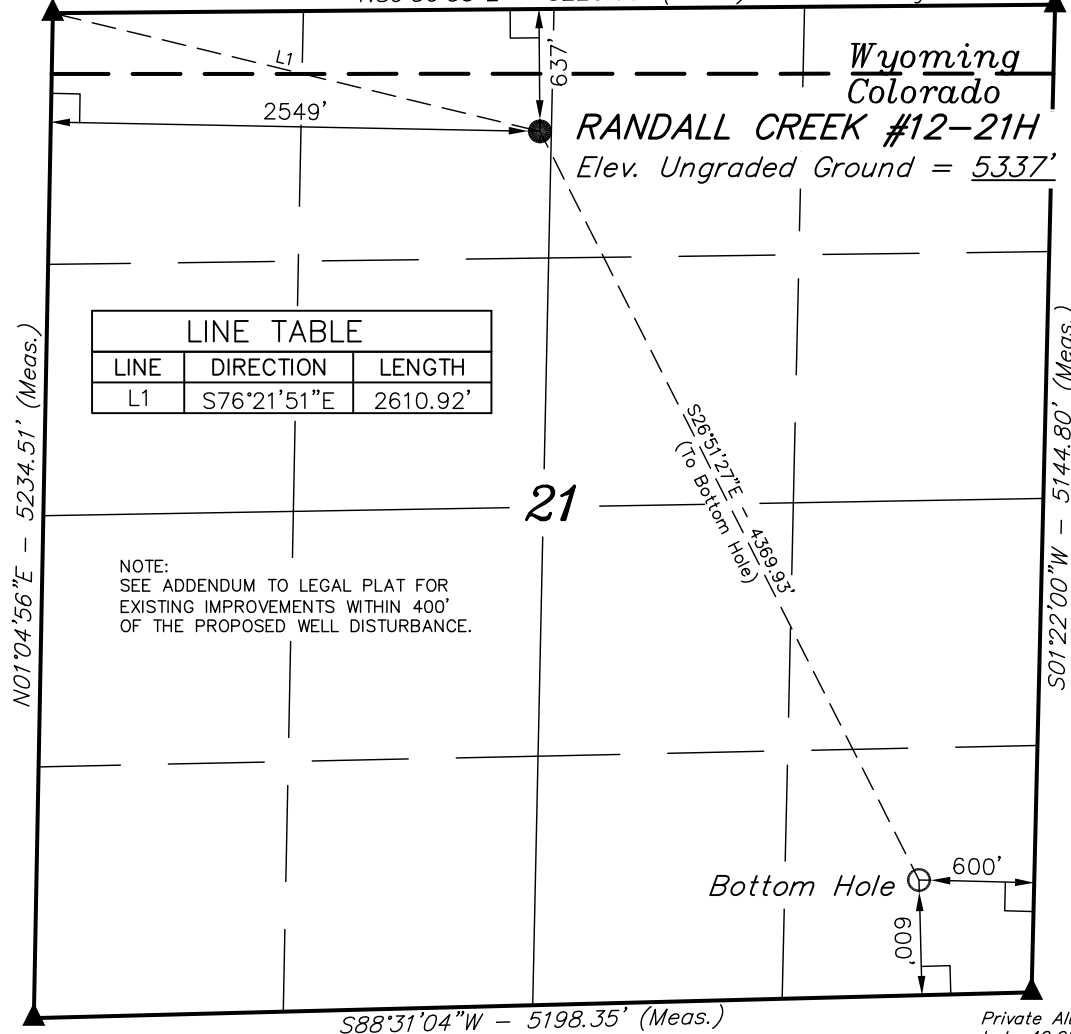 L1
637'
Wyoming
Colorado
2549'
RANDALL CREEK #12-21H
Elev. Ungraded Ground = 5337'
LINE TABLE
LINE DIRECTION LENGTH
L1 S76°21'51"E 2610.92'
N01°04'56"E - 5234.51' (Meas.)
S01°22'00"W - 5144.80' (Meas.)
S26°51'27"E - 4369.93'
(To Bottom Hole)
21
NOTE:
SEE ADDENDUM TO LEGAL PLAT FOR
EXISTING IMPROVEMENTS WITHIN 400'
OF THE PROPOSED WELL DISTURBANCE.
Bottom Hole
600'
600'
S88°31'04"W - 5198.35' (Meas.)
Private